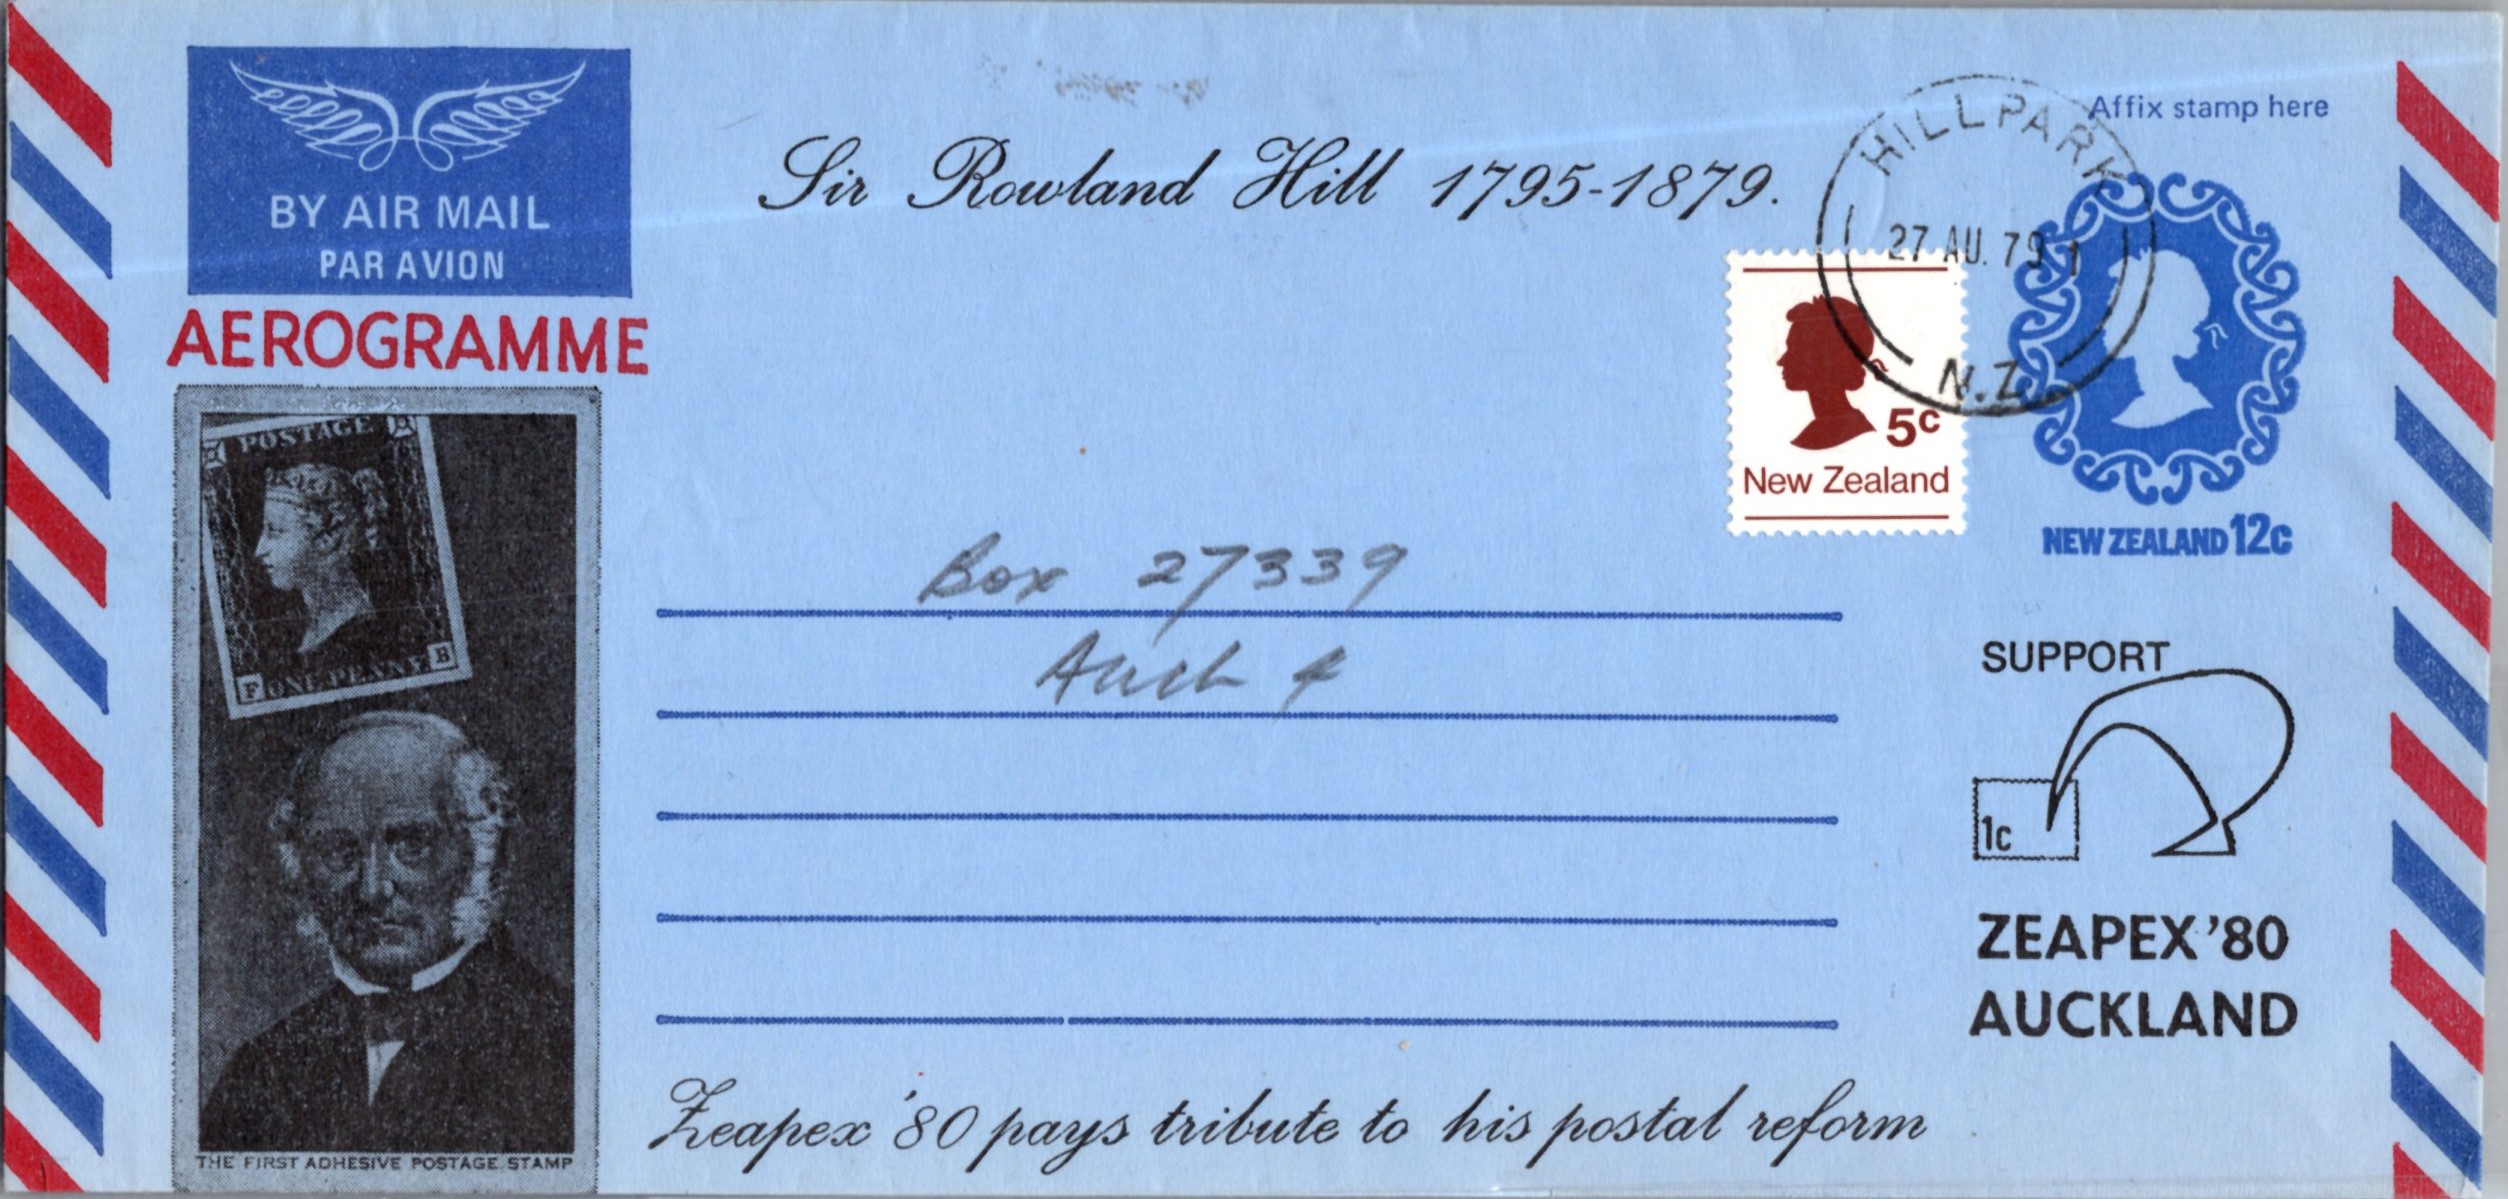 BY AIR MAIL
PAR AVION
AEROGRAMME
Sir Rowland Hill 1795-1879.
Affix stamp here
HILLPARK
27 AU. 79 1
N.Z.
5c
New Zealand
NEW ZEALAND 12c
POSTAGE
F ONE PENNY B
THE FIRST ADHESIVE POSTAGE STAMP
Box 27339
Auck 4
SUPPORT
1c
ZEAPEX '80
AUCKLAND
Zeapex '80 pays tribute to his postal reform